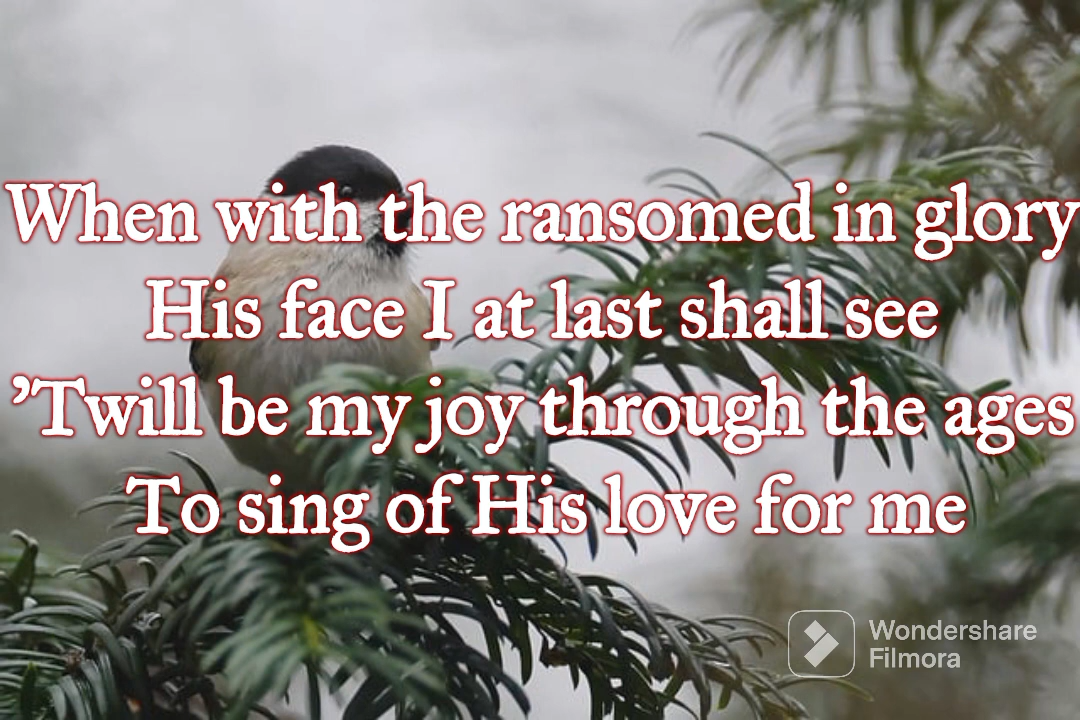 When with the ransomed in glory
His face I at last shall see
’Twill be my joy through the ages
To sing of His love for me
Wondershare
Filmora